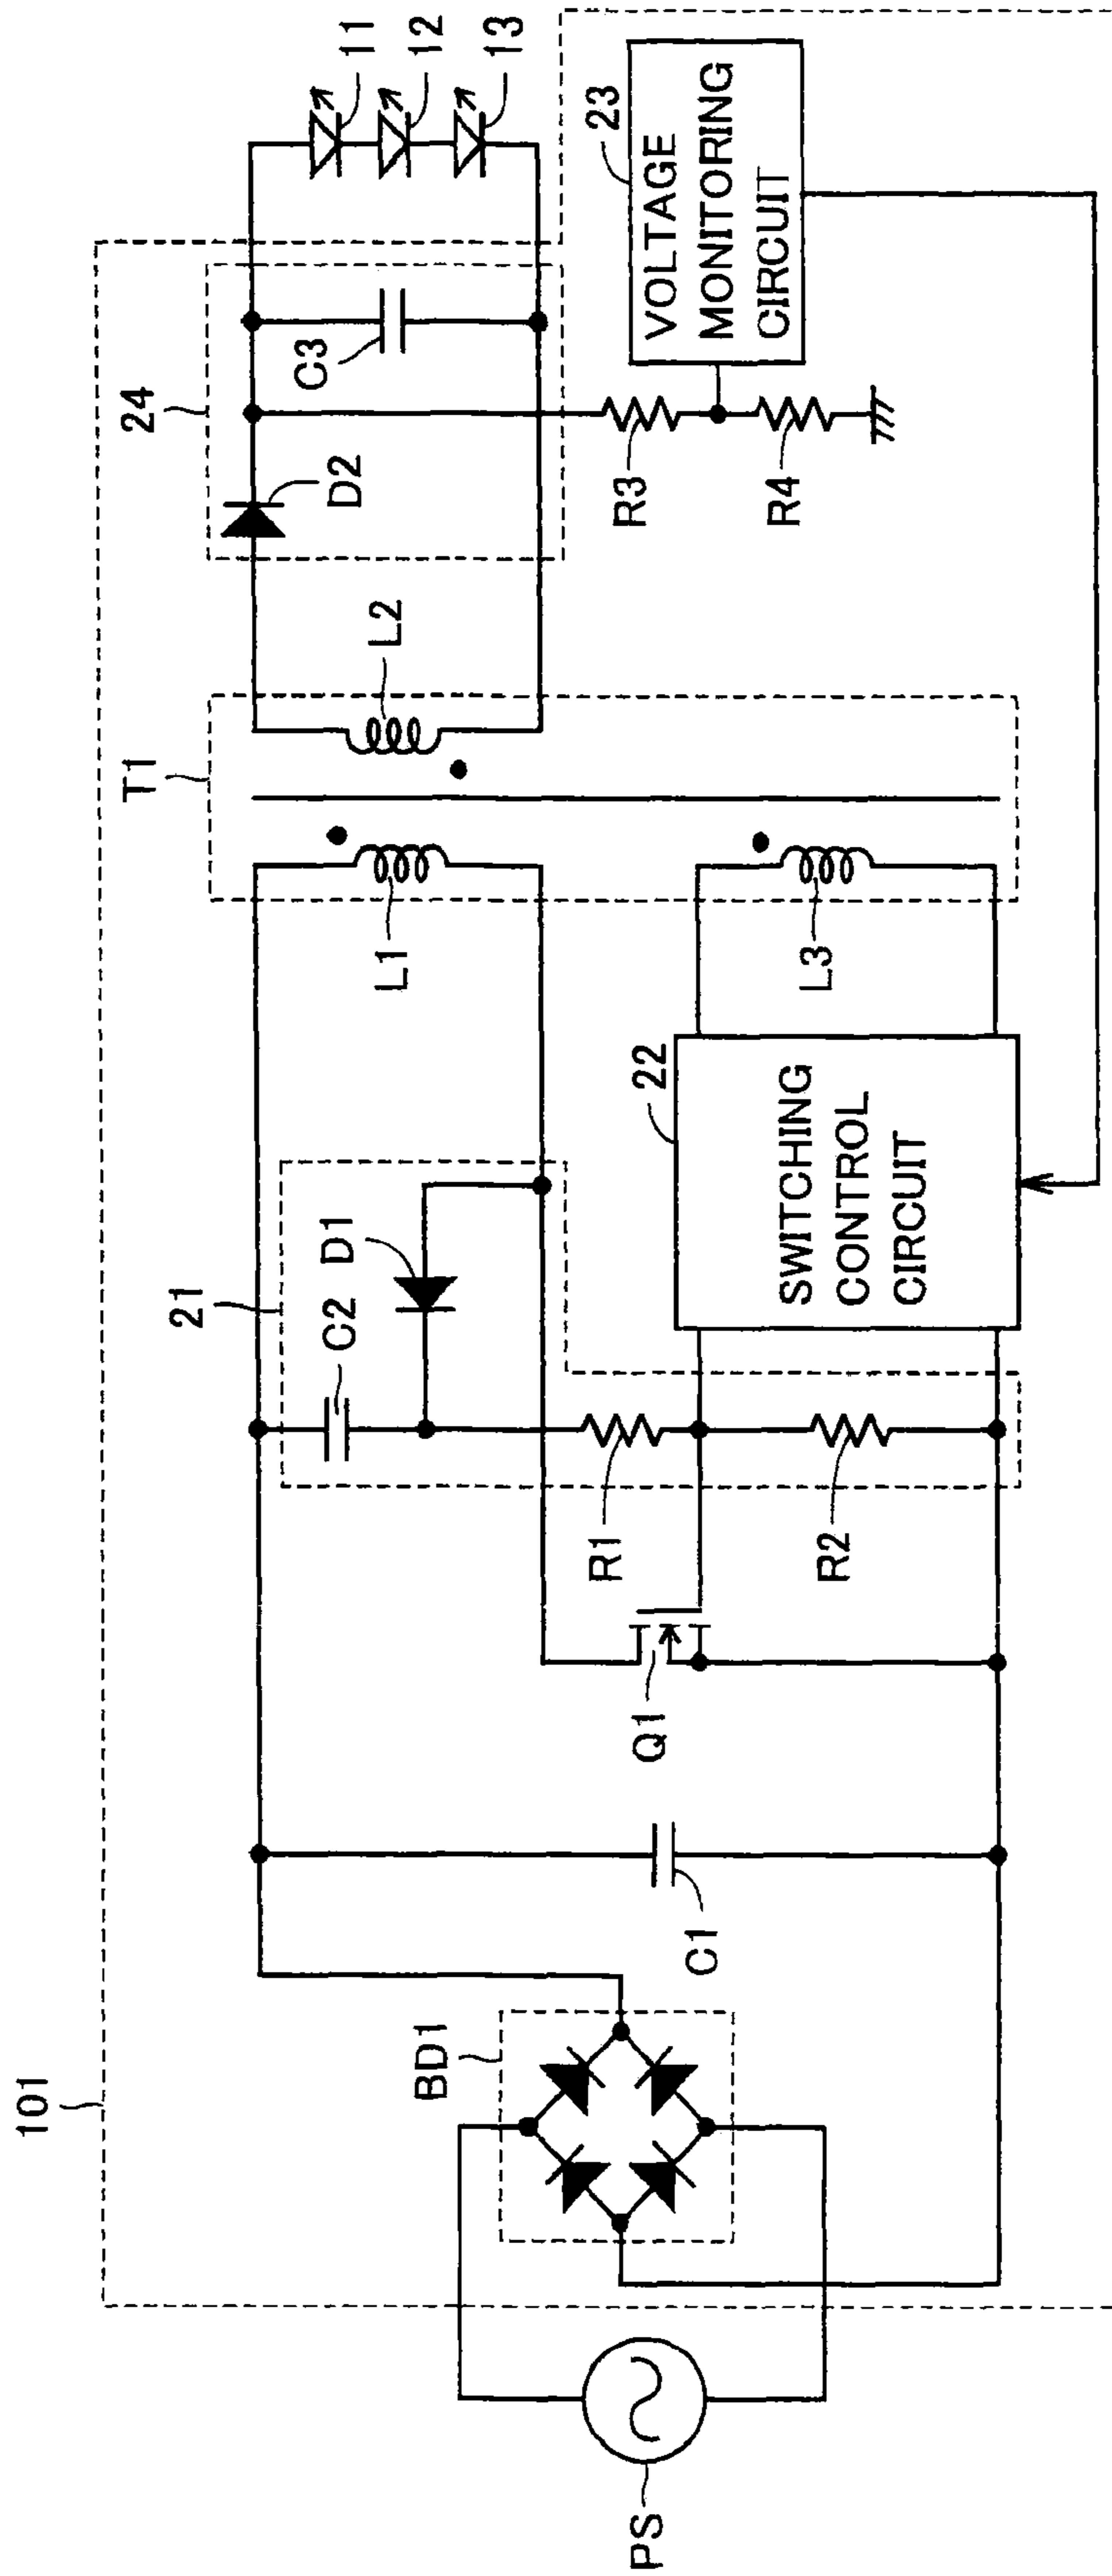 101
PS
BD1
C1
Q1
21
C2
D1
R1
R2
22
SWITCHING
CONTROL
CIRCUIT
T1
L1
L2
L3
24
D2
C3
R3
R4
23
VOLTAGE
MONITORING
CIRCUIT
11
12
13